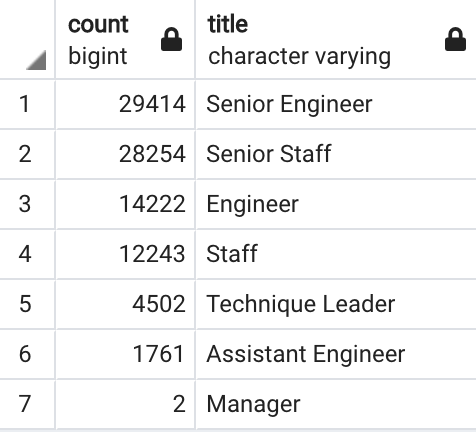 count title
bigint character varying
1 29414 Senior Engineer
2 28254 Senior Staff
3 14222 Engineer
4 12243 Staff
5 4502 Technique Leader
6 1761 Assistant Engineer
7 2 Manager